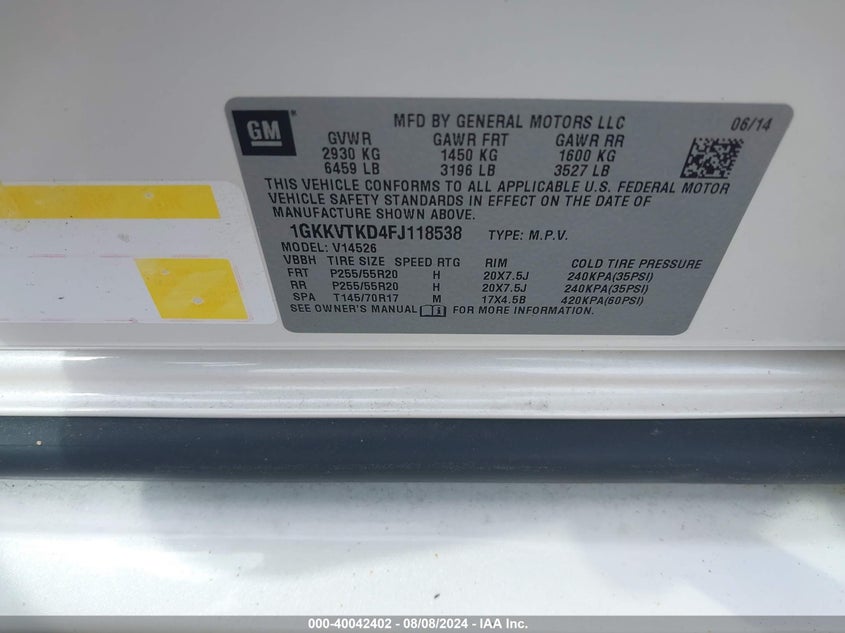 GM
MFD BY GENERAL MOTORS LLC 06/14
GVWR GAWR FRT GAWR RR
2930 KG 1450 KG 1600 KG
6459 LB 3196 LB 3527 LB
THIS VEHICLE CONFORMS TO ALL APPLICABLE U.S. FEDERAL MOTOR
VEHICLE SAFETY STANDARDS IN EFFECT ON THE DATE OF
MANUFACTURE SHOWN ABOVE.
1GKKVTKD4FJ118538 TYPE: M.P.V.
MODEL: V14526
VBBH TIRE SIZE SPEED RTG RIM COLD TIRE PRESSURE
FRT P255/55R20 H 20X7.5J 240KPA(35PSI)
RR P255/55R20 H 20X7.5J 240KPA(35PSI)
SPA T145/70R17 M 17X4.5B 420KPA(60PSI)
SEE OWNER'S MANUAL FOR MORE INFORMATION.
000-40042402 - 08/08/2024 - IAA Inc.